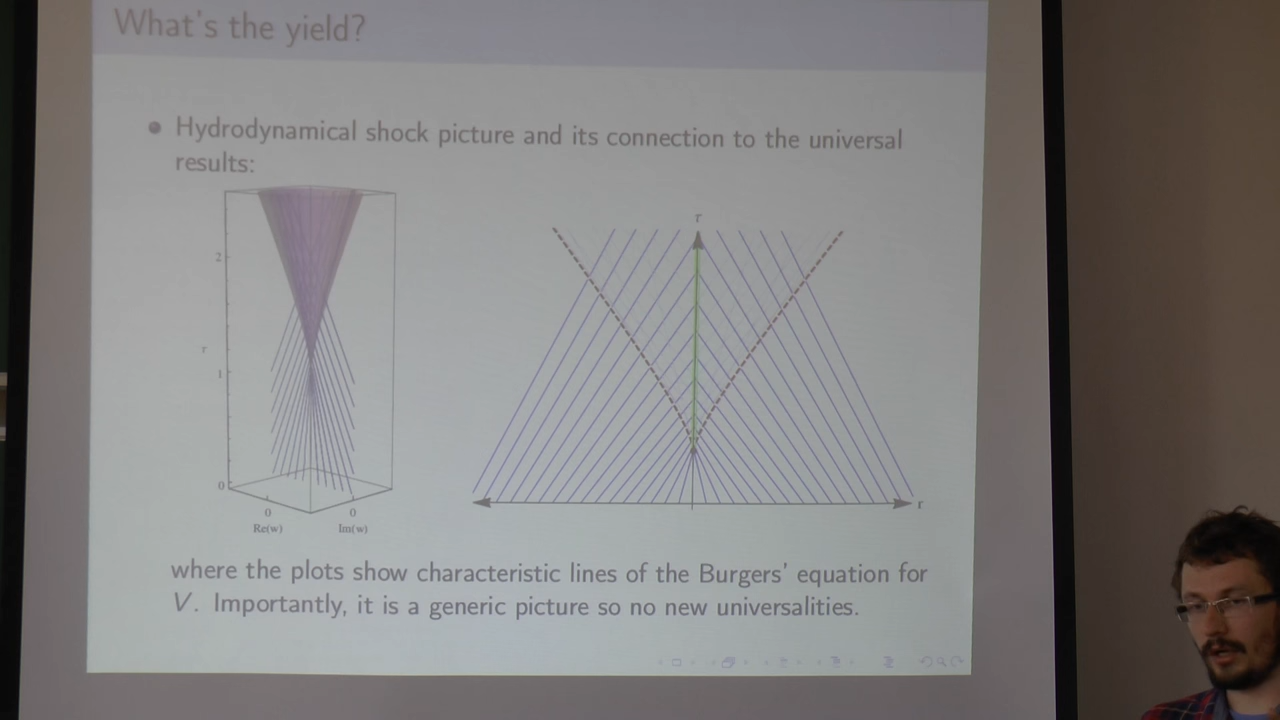 What's the yield?
Hydrodynamical shock picture and its connection to the universal
results:
τ
2
τ
1
0
0
0
Re(w)
Im(w)
r
where the plots show characteristic lines of the Burgers' equation for
V. Importantly, it is a generic picture so no new universalities.